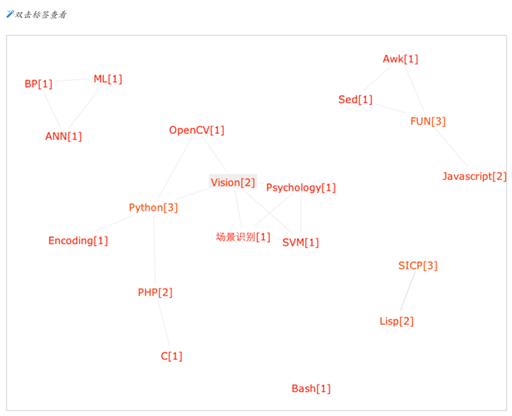 双击标签查看
Awk[1]
BP[1]
ML[1]
Sed[1]
FUN[3]
OpenCV[1]
ANN[1]
Javascript[2]
Vision[2]
Psychology[1]
Python[3]
Encoding[1]
场景识别[1]
SVM[1]
SICP[3]
PHP[2]
Lisp[2]
C[1]
Bash[1]